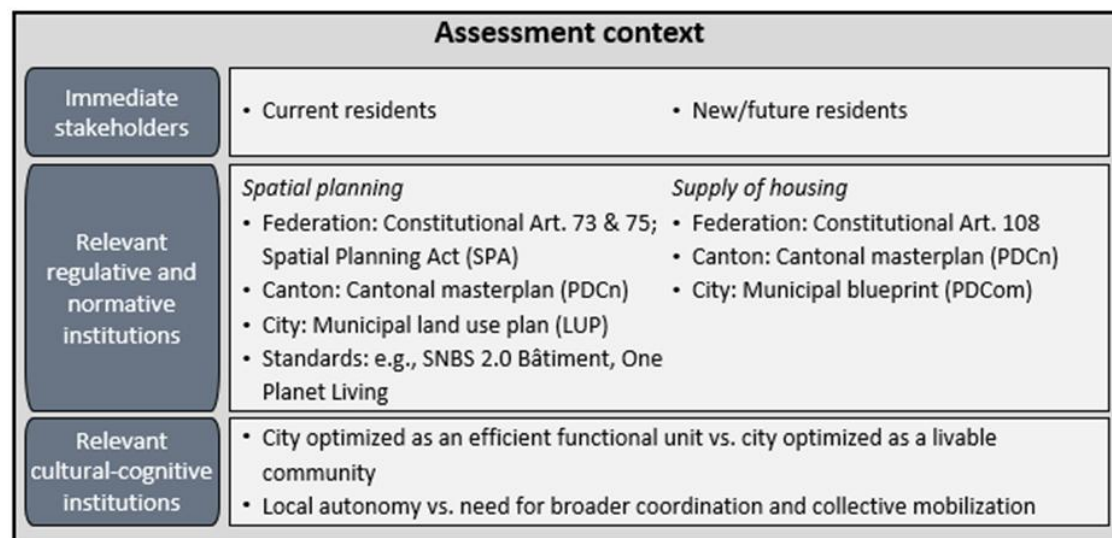 Assessment context
Immediate
stakeholders
• Current residents
• New/future residents
Relevant
regulative and
normative
institutions
Spatial planning
• Federation: Constitutional Art. 73 & 75;
Spatial Planning Act (SPA)
• Canton: Cantonal masterplan (PDCn)
• City: Municipal land use plan (LUP)
• Standards: e.g., SNBS 2.0 Bâtiment, One
Planet Living
Supply of housing
• Federation: Constitutional Art. 108
• Canton: Cantonal masterplan (PDCn)
• City: Municipal blueprint (PDCom)
Relevant
cultural-cognitive
institutions
• City optimized as an efficient functional unit vs. city optimized as a livable
community
• Local autonomy vs. need for broader coordination and collective mobilization